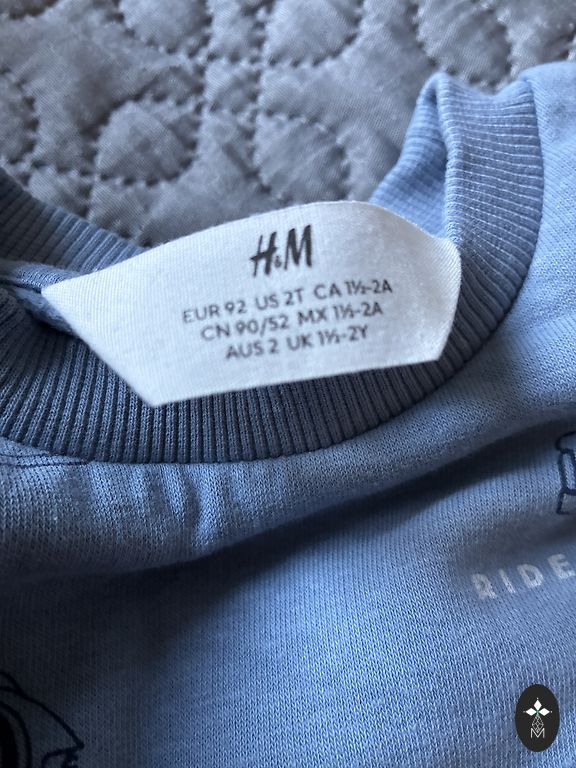 H&M
EUR 92 US 2T CA 1½-2A
CN 90/52 MX 1½-2A
AUS 2 UK 1½-2Y
RIDE
M